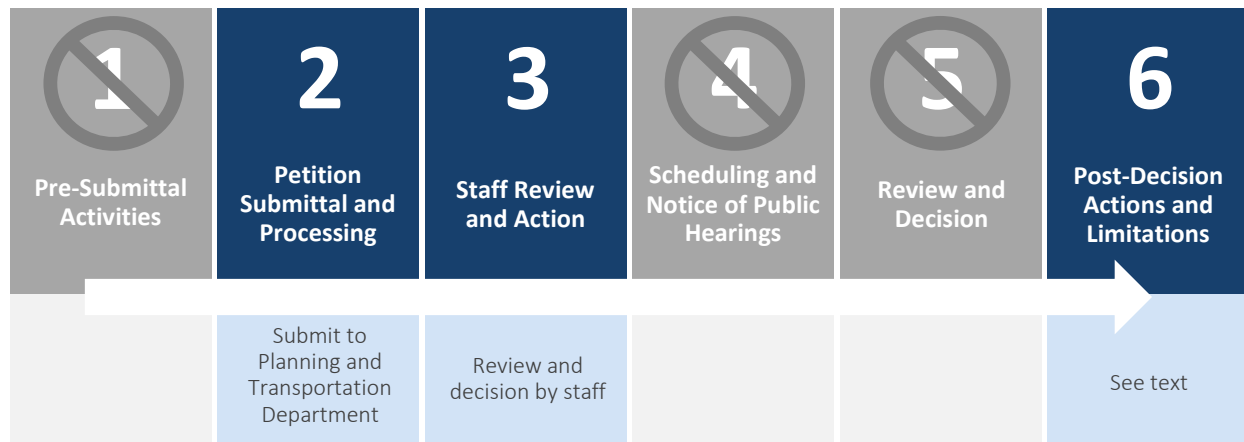 1
Pre-Submittal
Activities
2
Petition
Submittal and
Processing
Submit to
Planning and
Transportation
Department
3
Staff Review
and Action
Review and
decision by staff
4
Scheduling and
Notice of Public
Hearings
5
Review and
Decision
6
Post-Decision
Actions and
Limitations
See text